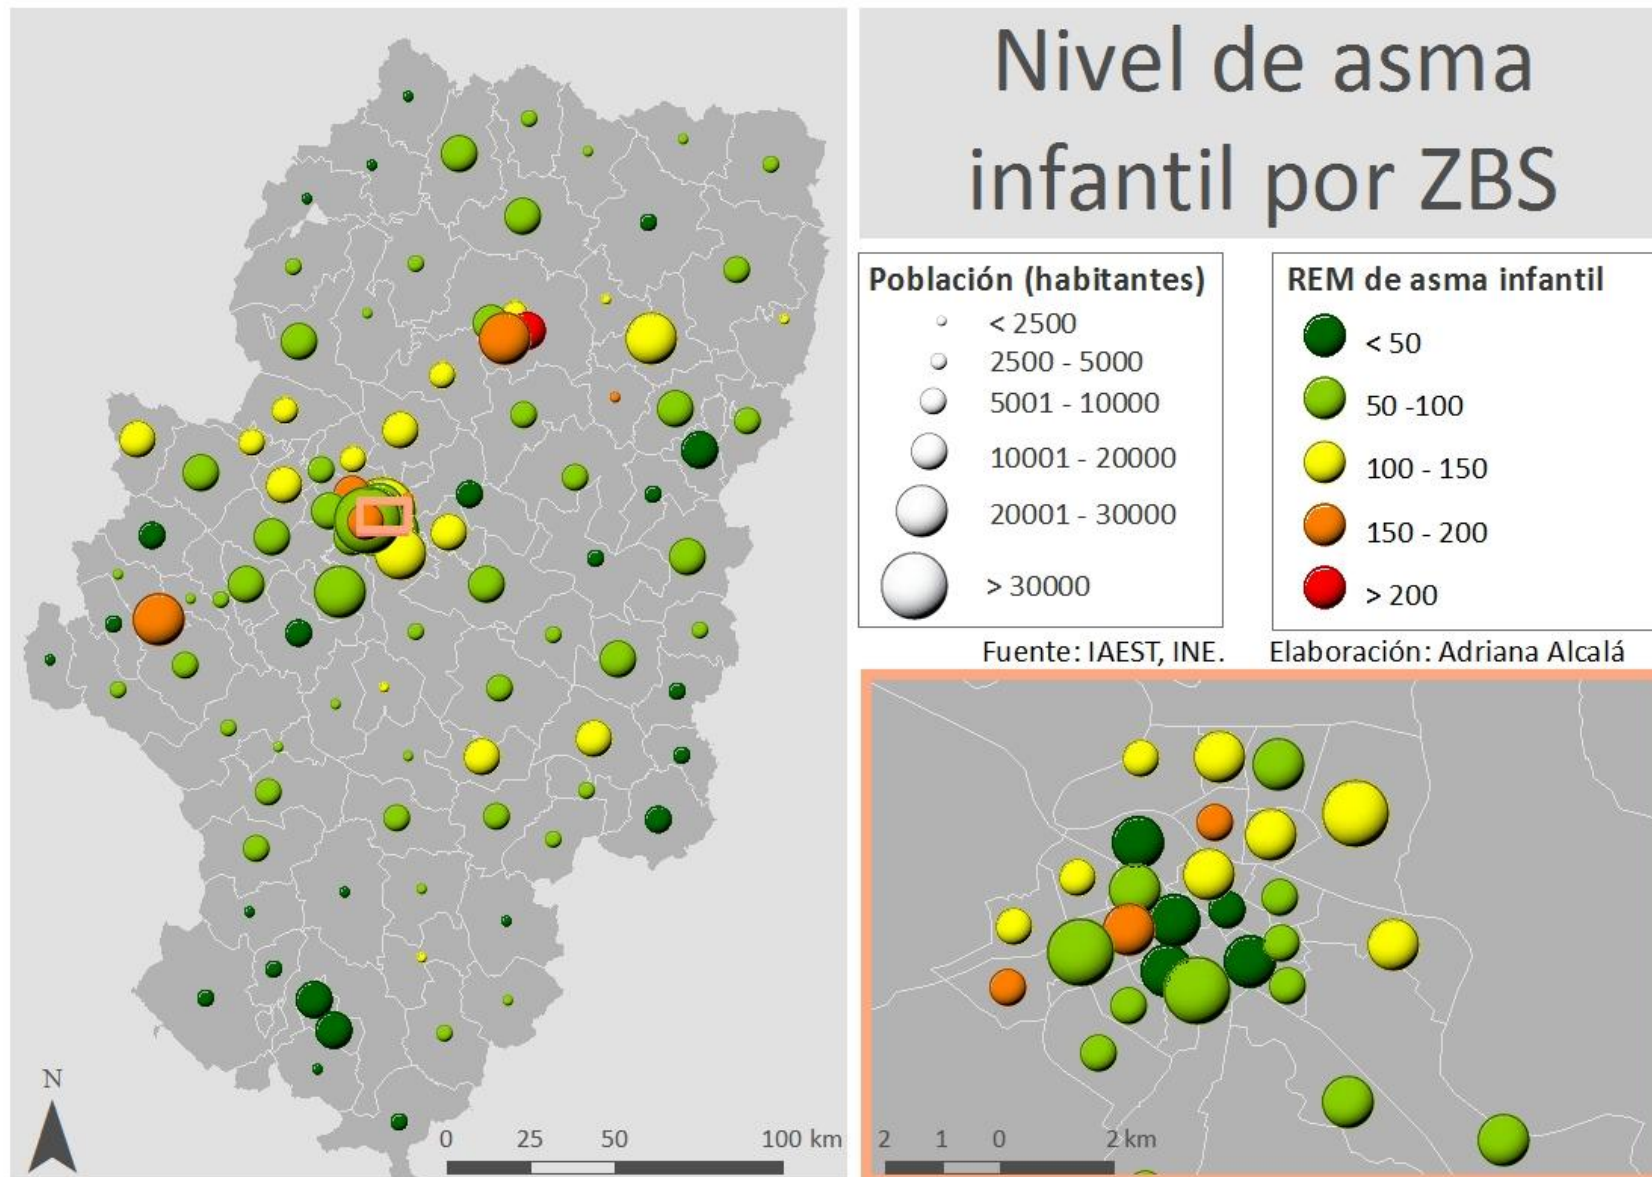 Nivel de asma
infantil por ZBS
Población (habitantes)
< 2500
2500 - 5000
5001 - 10000
10001 - 20000
20001 - 30000
> 30000
REM de asma infantil
< 50
50 -100
100 - 150
150 - 200
> 200
Fuente: IAEST, INE.
Elaboración: Adriana Alcalá
N
0 25 50 100 km
2 1 0 2 km